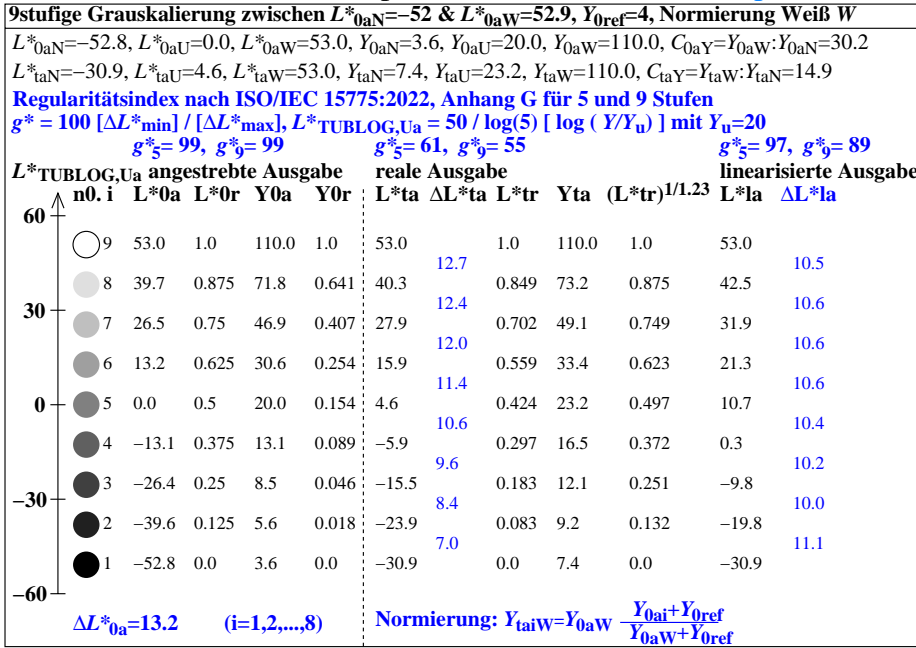 9stufige Grauskalierung zwischen L*0aN=−52 & L*0aW=52.9, Y0ref=4, Normierung Weiß W
L*0aN=−52.8, L*0aU=0.0, L*0aW=53.0, Y0aN=3.6, Y0aU=20.0, Y0aW=110.0, C0aY=Y0aW:Y0aN=30.2
L*taN=−30.9, L*taU=4.6, L*taW=53.0, YtaN=7.4, YtaU=23.2, YtaW=110.0, CtaY=YtaW:YtaN=14.9
Regularitätsindex nach ISO/IEC 15775:2022, Anhang G für 5 und 9 Stufen
g* = 100 [ΔL*min] / [ΔL*max], L*TUBLOG,Ua = 50 / log(5) [ log ( Y/Yu) ] mit Yu=20
g*5= 99, g*9= 99 g*5= 61, g*9= 55 g*5= 97, g*9= 89
L*TUBLOG,Ua angestrebte Ausgabe reale Ausgabe linearisierte Ausgabe
n0. i L*0a L*0r Y0a Y0r L*ta ΔL*ta L*tr Yta (L*tr)1/1.23 L*la ΔL*la
60
9 53.0 1.0 110.0 1.0 53.0 1.0 110.0 1.0 53.0
12.7 10.5
8 39.7 0.875 71.8 0.641 40.3 0.849 73.2 0.875 42.5
12.4 10.6
30
7 26.5 0.75 46.9 0.407 27.9 0.702 49.1 0.749 31.9
12.0 10.6
6 13.2 0.625 30.6 0.254 15.9 0.559 33.4 0.623 21.3
11.4 10.6
0 5 0.0 0.5 20.0 0.154 4.6 0.424 23.2 0.497 10.7
10.6 10.4
4 −13.1 0.375 13.1 0.089 −5.9 0.297 16.5 0.372 0.3
9.6 10.2
3 −26.4 0.25 8.5 0.046 −15.5 0.183 12.1 0.251 −9.8
−30 8.4 10.0
2 −39.6 0.125 5.6 0.018 −23.9 0.083 9.2 0.132 −19.8
7.0 11.1
1 −52.8 0.0 3.6 0.0 −30.9 0.0 7.4 0.0 −30.9
−60
ΔL*0a=13.2 (i=1,2,...,8) Normierung: YtaiW=Y0aW Y0ai+Y0ref
Y0aW+Y0ref